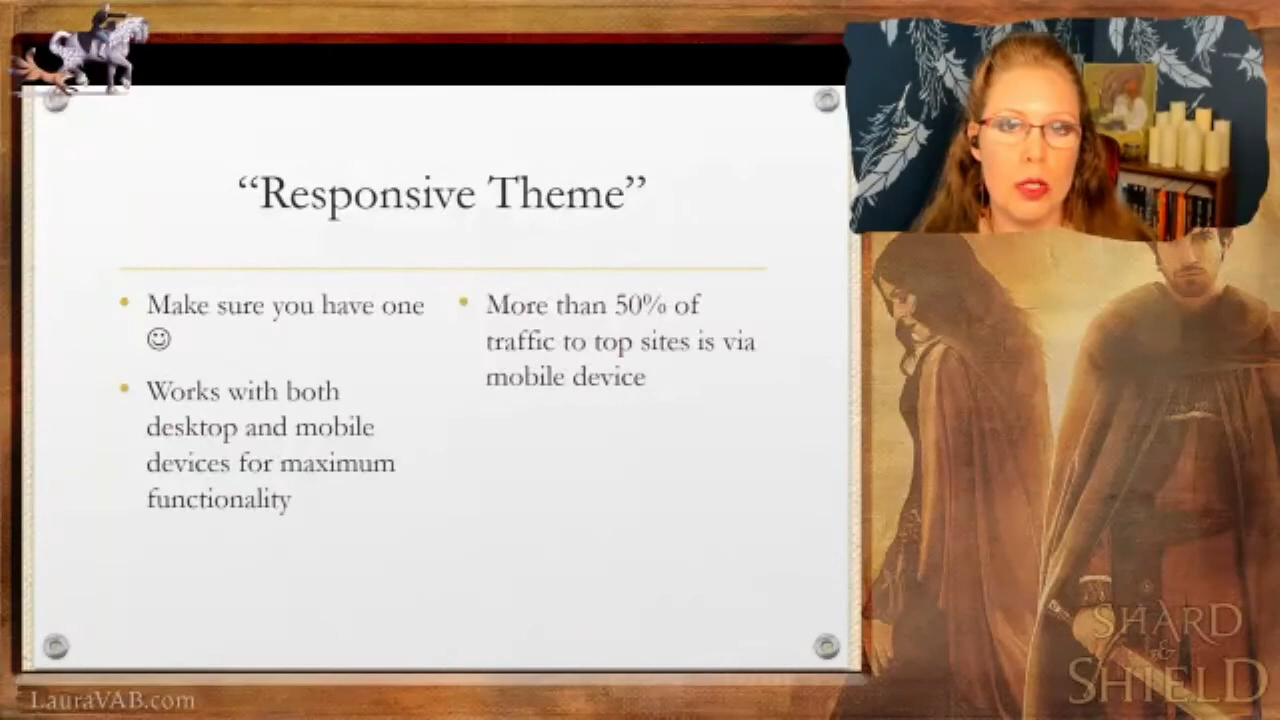 “Responsive Theme”
• Make sure you have one
☺
• Works with both
desktop and mobile
devices for maximum
functionality
• More than 50% of
traffic to top sites is via
mobile device
SHARD
&
SHIELD
LauraVAB.com